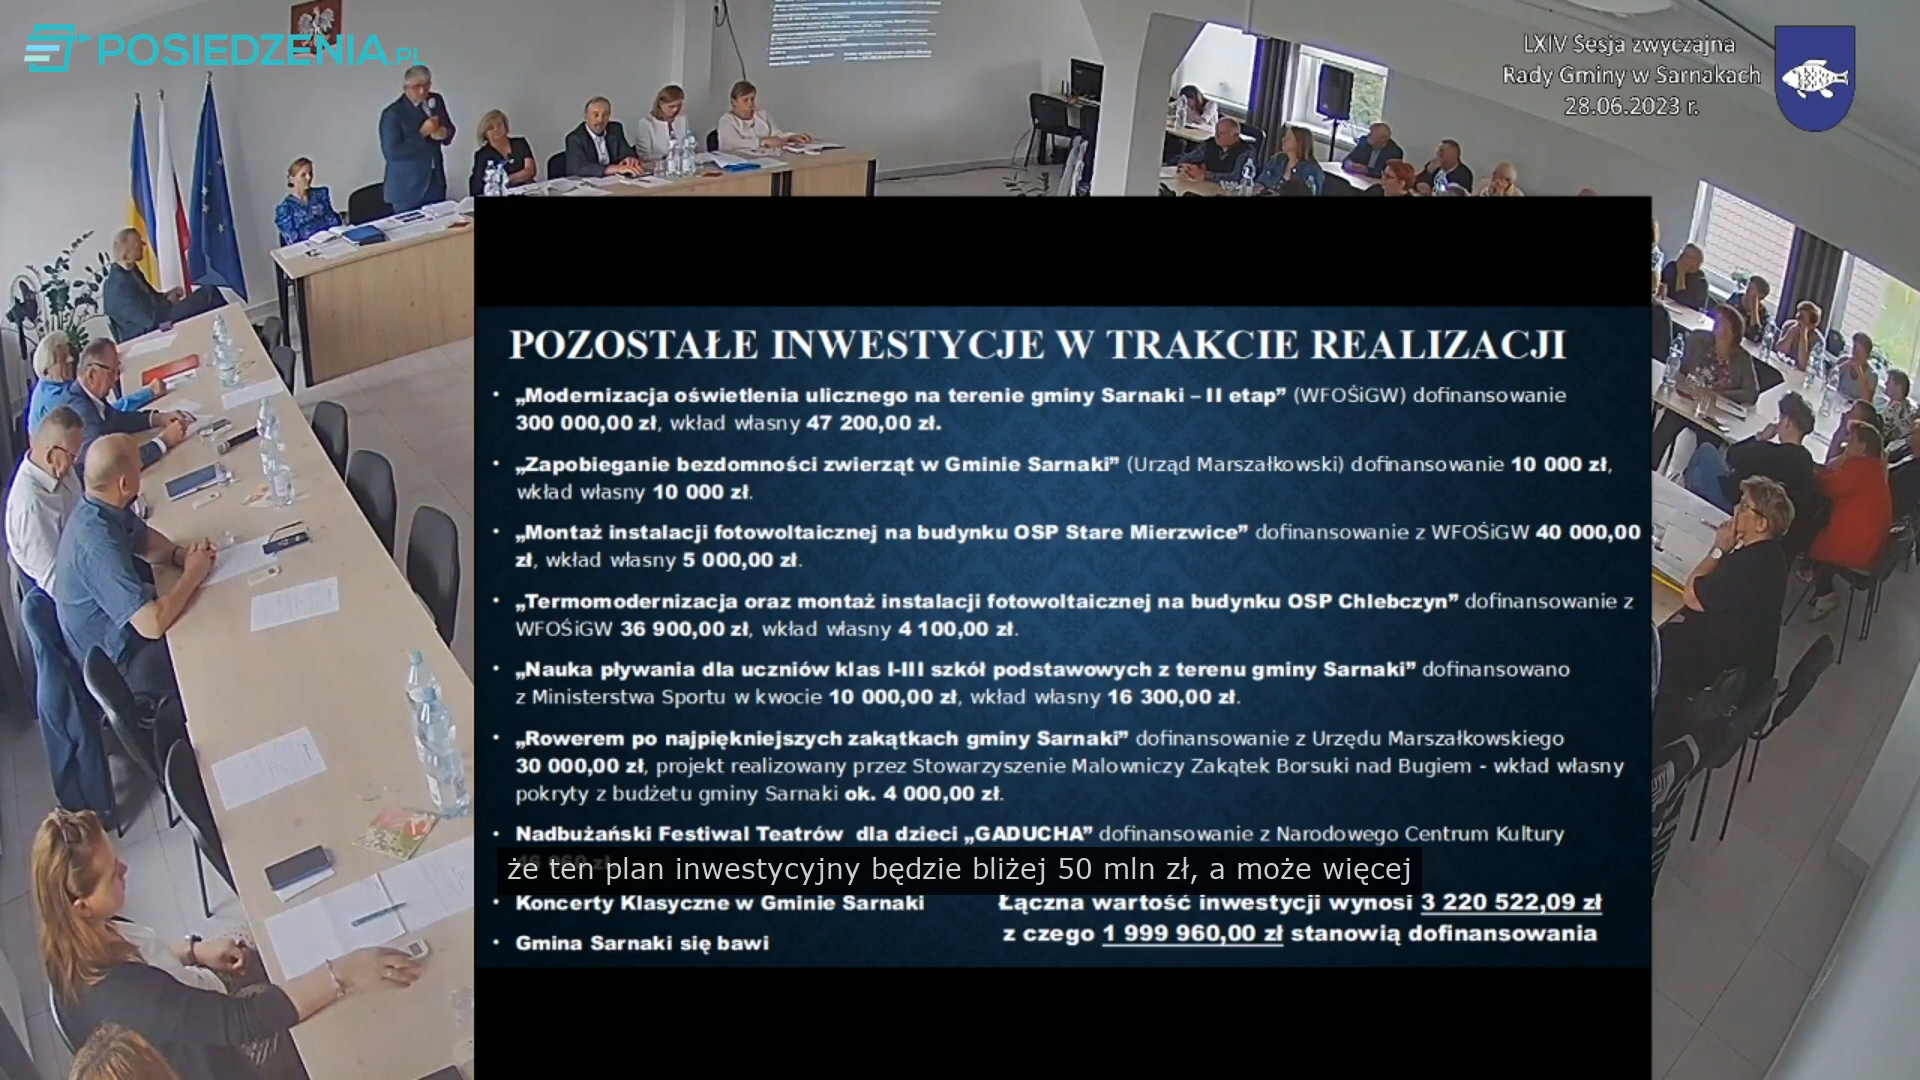 POSIEDZENIA.PL
LXIV Sesja zwyczajna
Rady Gminy w Sarnakach
28.06.2023 r.
POZOSTAŁE INWESTYCJE W TRAKCIE REALIZACJI
• „Modernizacja oświetlenia ulicznego na terenie gminy Sarnaki – II etap” (WFOŚiGW) dofinansowanie
300 000,00 zł, wkład własny 47 200,00 zł.
• „Zapobieganie bezdomności zwierząt w Gminie Sarnaki” (Urząd Marszałkowski) dofinansowanie 10 000 zł,
wkład własny 10 000 zł.
• „Montaż instalacji fotowoltaicznej na budynku OSP Stare Mierzwice” dofinansowanie z WFOŚiGW 40 000,00
zł, wkład własny 5 000,00 zł.
• „Termomodernizacja oraz montaż instalacji fotowoltaicznej na budynku OSP Chlebczyn” dofinansowanie z
WFOŚiGW 36 900,00 zł, wkład własny 4 100,00 zł.
• „Nauka pływania dla uczniów klas I-III szkół podstawowych z terenu gminy Sarnaki” dofinansowano
z Ministerstwa Sportu w kwocie 10 000,00 zł, wkład własny 16 300,00 zł.
• „Rowerem po najpiękniejszych zakątkach gminy Sarnaki” dofinansowanie z Urzędu Marszałkowskiego
30 000,00 zł, projekt realizowany przez Stowarzyszenie Malowniczy Zakątek Borsuki nad Bugiem - wkład własny
pokryty z budżetu gminy Sarnaki ok. 4 000,00 zł.
• Nadbużański Festiwal Teatrów dla dzieci „GADUCHA” dofinansowanie z Narodowego Centrum Kultury
że ten plan inwestycyjny będzie bliżej 50 mln zł, a może więcej
• Koncerty Klasyczne w Gminie Sarnaki
• Gmina Sarnaki się bawi
Łączna wartość inwestycji wynosi 3 220 522,09 zł
z czego 1 999 960,00 zł stanowią dofinansowania